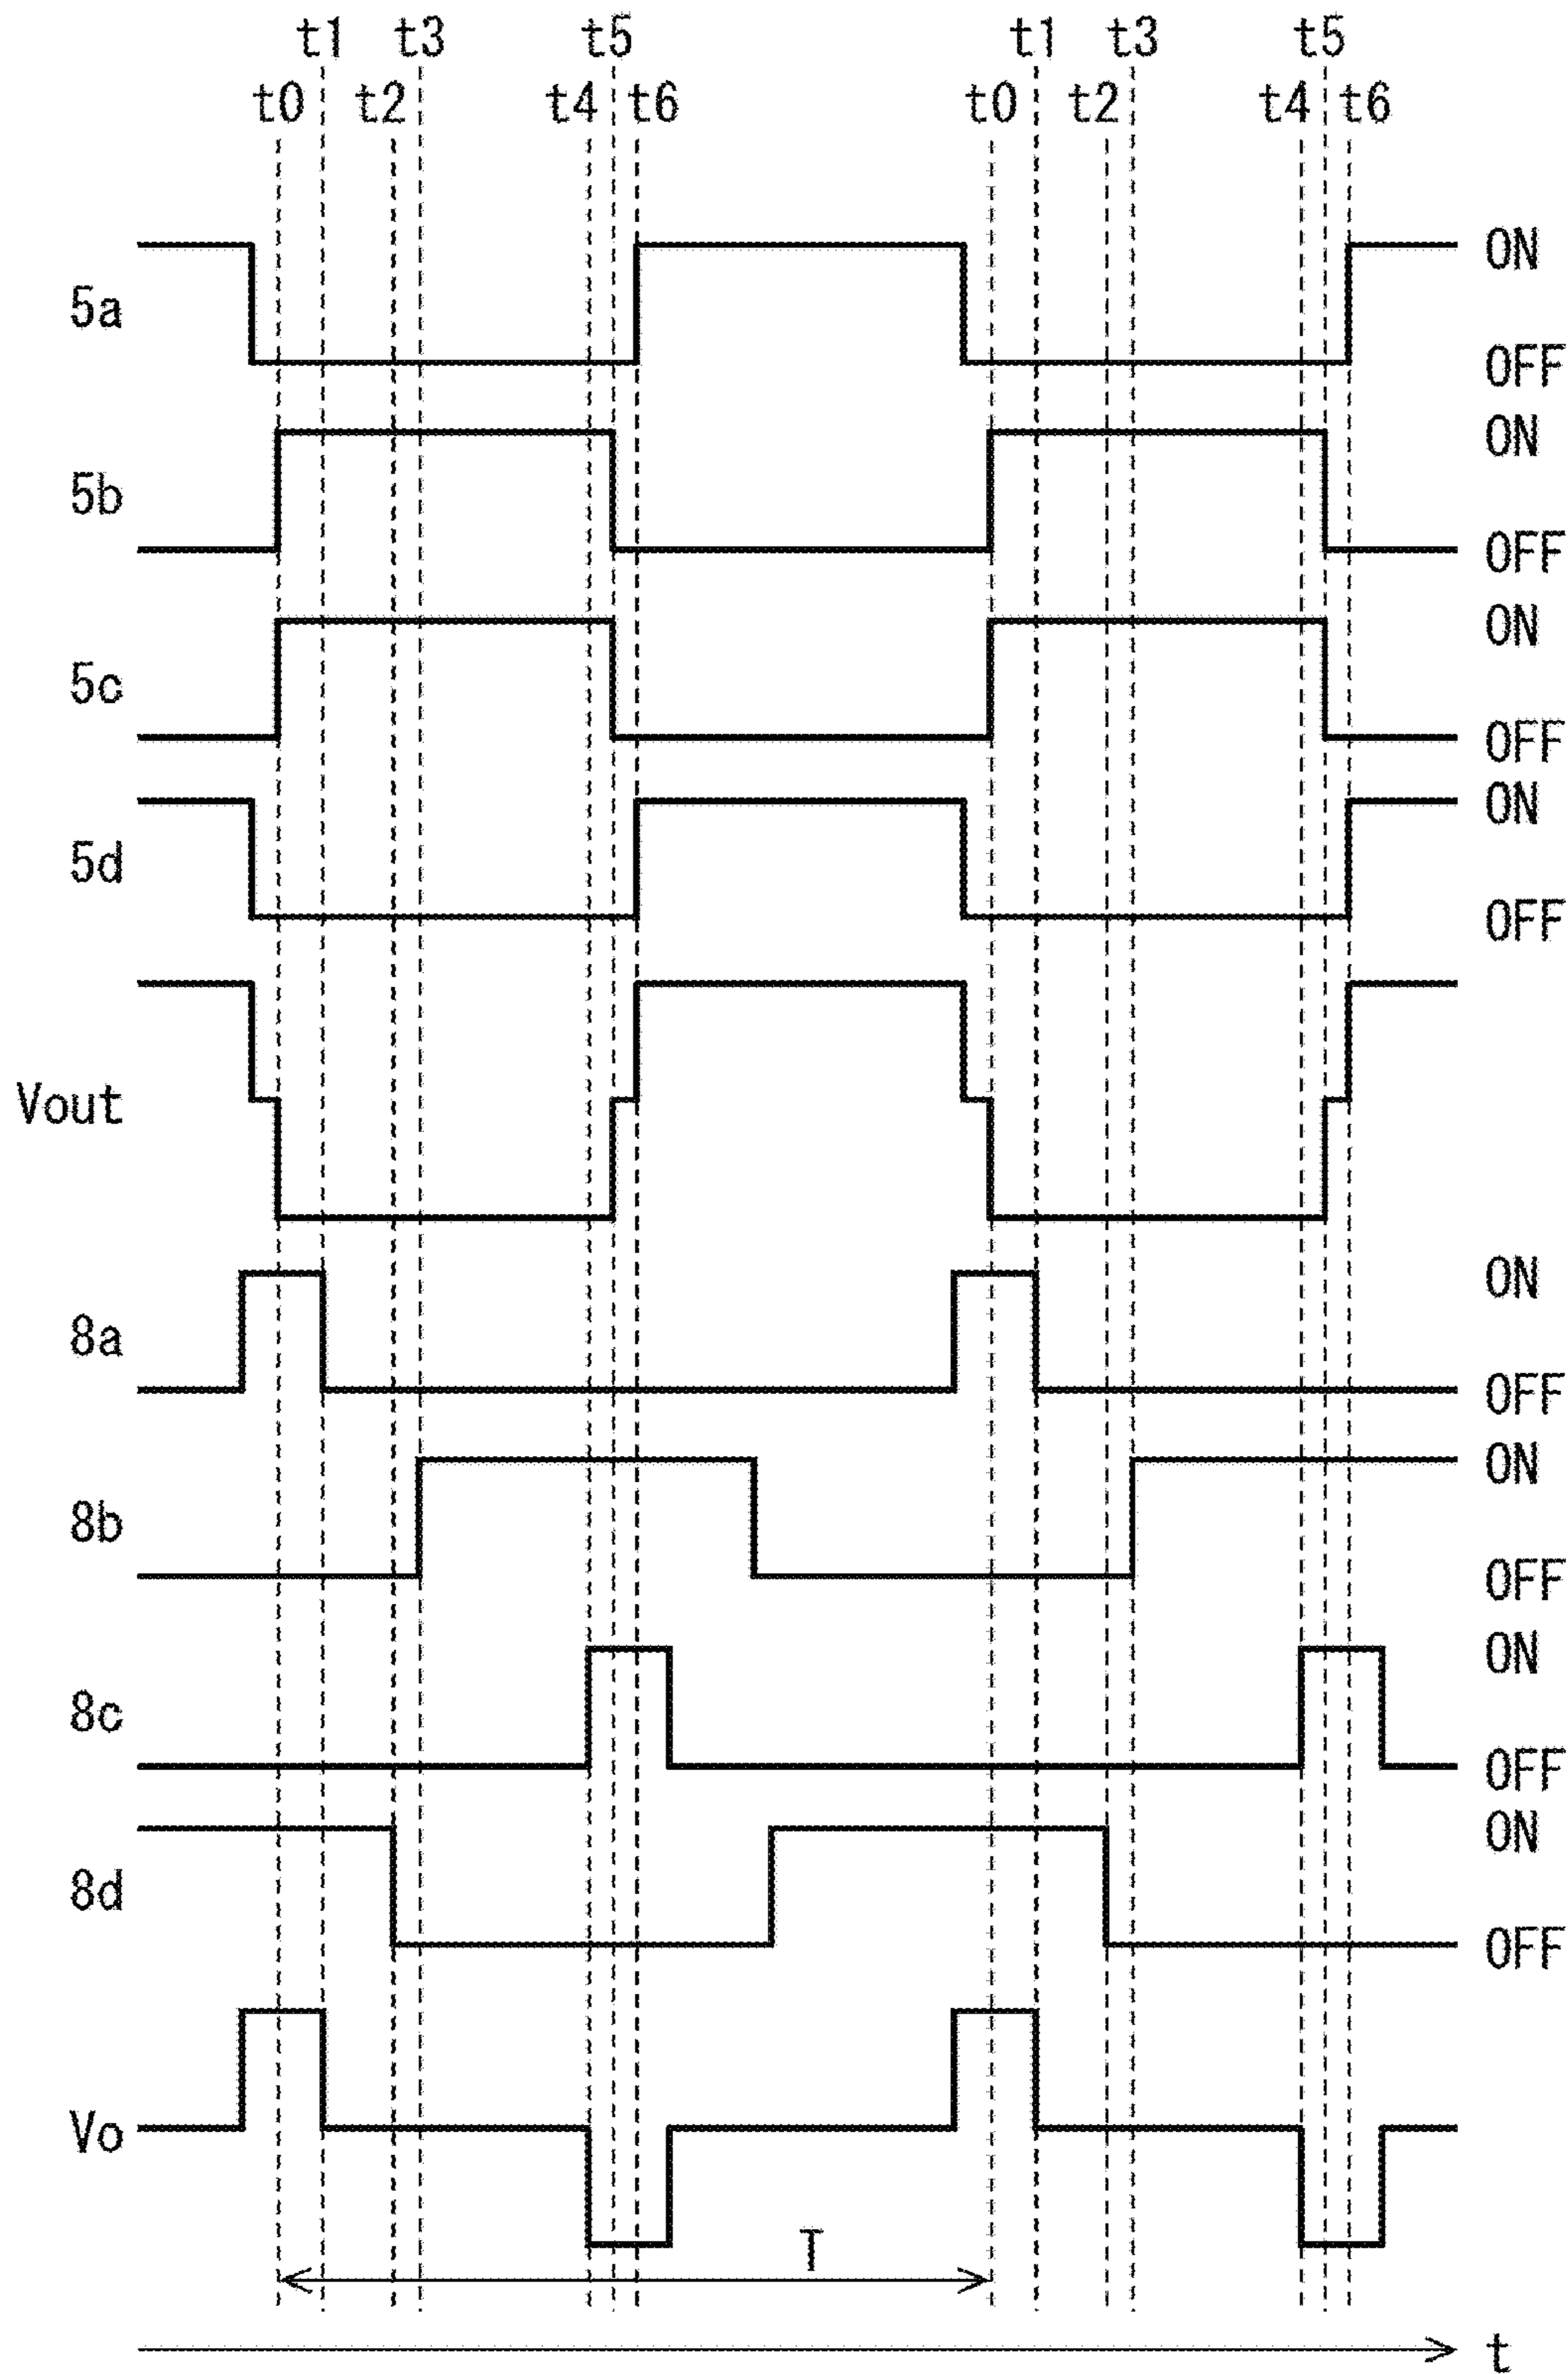 t1 t3 t5 t1 t3 t5
t0 t2 t4 t6 t0 t2 t4 t6
ON
5a
OFF
ON
5b
OFF
ON
5c
OFF
ON
5d
OFF
Vout
ON
8a
OFF
ON
8b
OFF
ON
8c
OFF
ON
8d
OFF
Vo
T
t